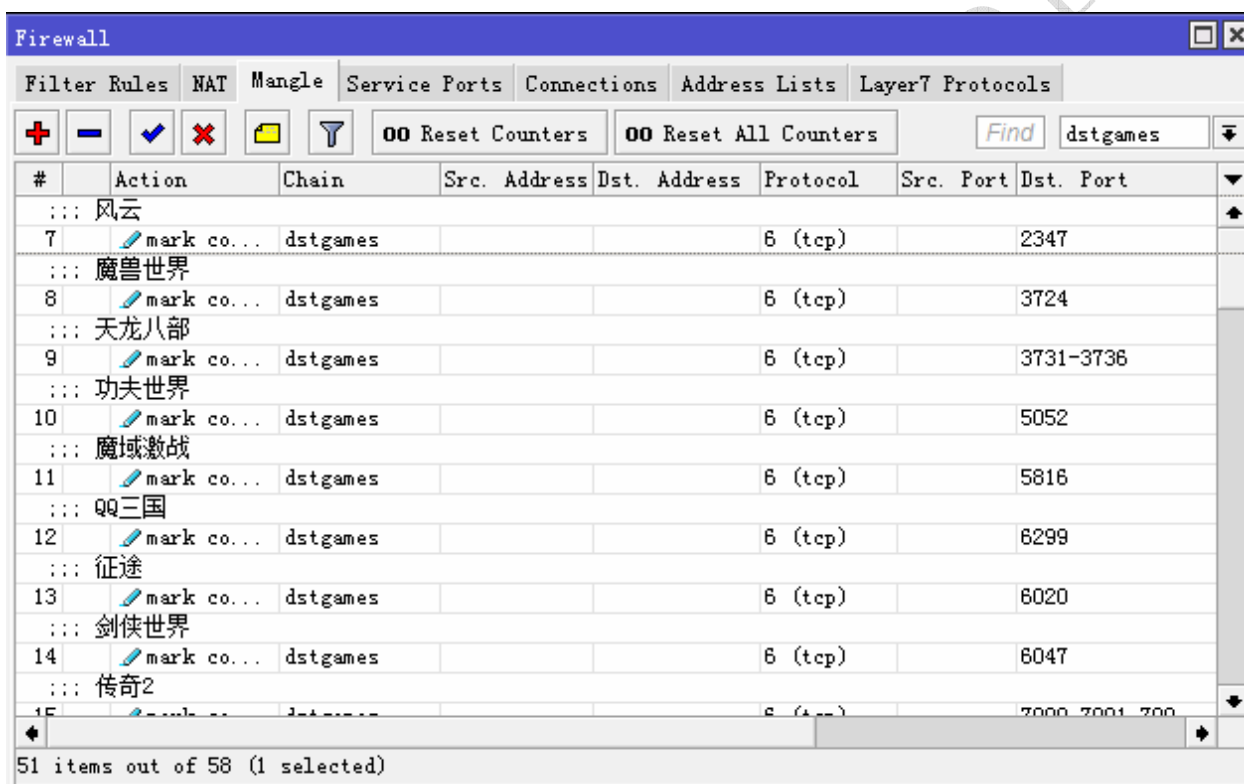 Firewall
Filter Rules NAT Mangle Service Ports Connections Address Lists Layer7 Protocols
00 Reset Counters 00 Reset All Counters Find dstgames
# Action Chain Src. Address Dst. Address Protocol Src. Port Dst. Port
::: 风云
7 mark co... dstgames 6 (tcp) 2347
::: 魔兽世界
8 mark co... dstgames 6 (tcp) 3724
::: 天龙八部
9 mark co... dstgames 6 (tcp) 3731-3736
::: 功夫世界
10 mark co... dstgames 6 (tcp) 5052
::: 魔域激战
11 mark co... dstgames 6 (tcp) 5816
::: QQ三国
12 mark co... dstgames 6 (tcp) 6299
::: 征途
13 mark co... dstgames 6 (tcp) 6020
::: 剑侠世界
14 mark co... dstgames 6 (tcp) 6047
::: 传奇2
51 items out of 58 (1 selected)